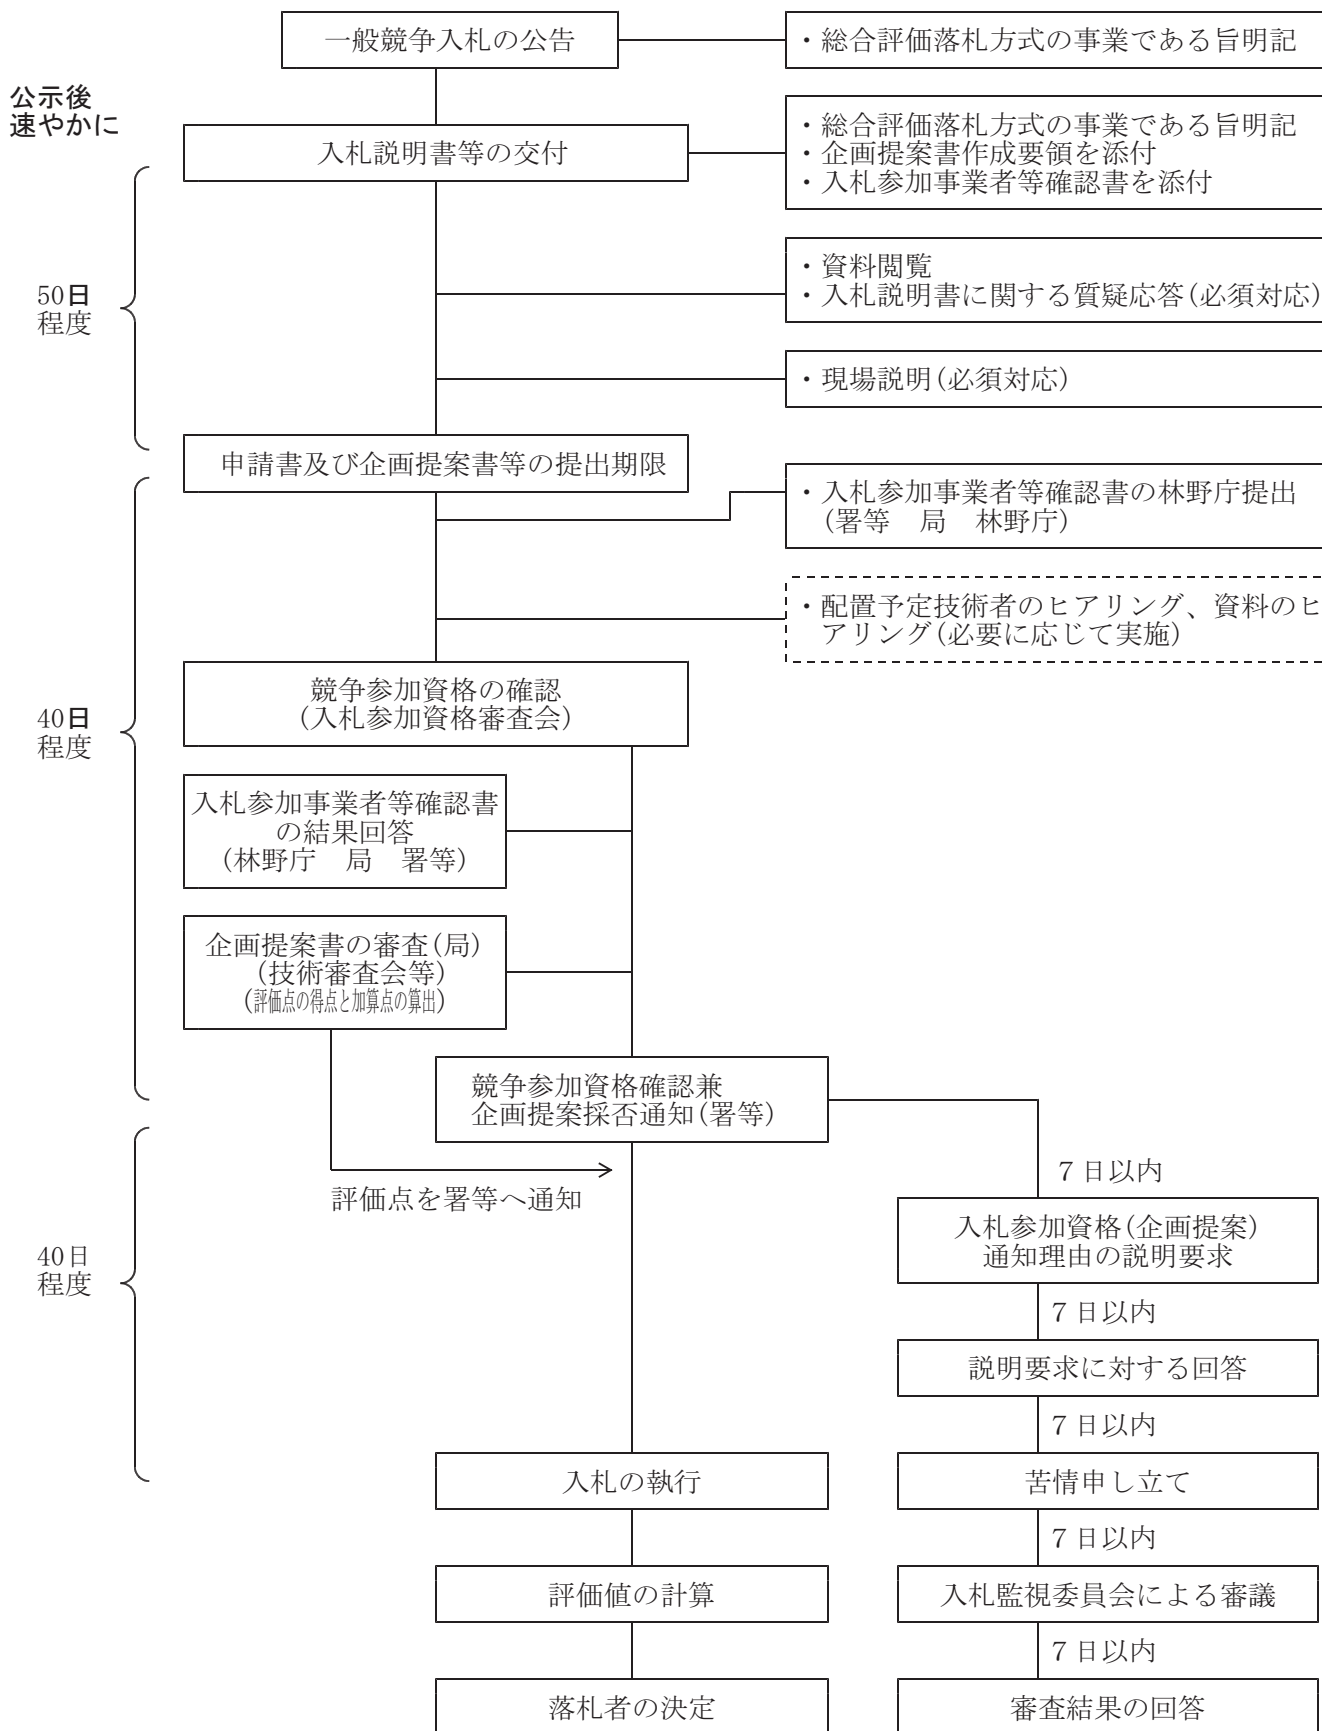 一般競争入札の公告
・総合評価落札方式の事業である旨明記
公示後
速やかに
入札説明書等の交付
・総合評価落札方式の事業である旨明記
・企画提案書作成要領を添付
・入札参加事業者等確認書を添付
50日
程度
・資料閲覧
・入札説明書に関する質疑応答(必須対応)
・現場説明(必須対応)
申請書及び企画提案書等の提出期限
・入札参加事業者等確認書の林野庁提出
(署等　局　林野庁)
・配置予定技術者のヒアリング、資料のヒ
アリング(必要に応じて実施)
40日
程度
競争参加資格の確認
(入札参加資格審査会)
入札参加事業者等確認書
の結果回答
(林野庁　局　署等)
企画提案書の審査(局)
(技術審査会等)
(評価点の得点と加算点の算出)
競争参加資格確認兼
企画提案採否通知(署等)
評価点を署等へ通知
７日以内
40日
程度
入札参加資格(企画提案)
通知理由の説明要求
７日以内
説明要求に対する回答
７日以内
入札の執行
苦情申し立て
７日以内
評価値の計算
入札監視委員会による審議
７日以内
落札者の決定
審査結果の回答